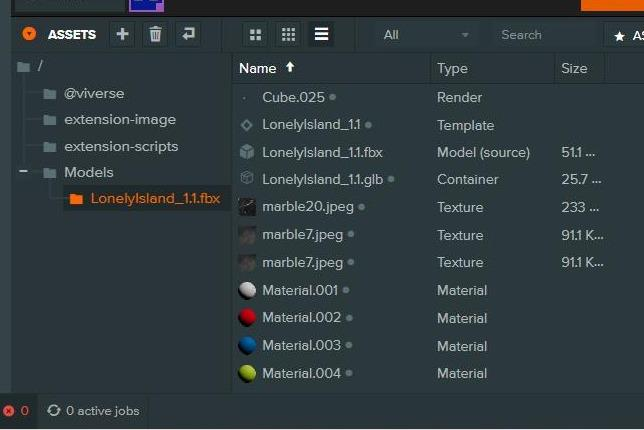 ASSETS
All
Search
AS
/
@viverse
extension-image
extension-scripts
Models
LonelyIsland_1.1.fbx
Name Type Size
Cube.025 Render
LonelyIsland_1.1 Template
LonelyIsland_1.1.fbx Model (source) 51.1 ...
LonelyIsland_1.1.glb Container 25.7 ...
marble20.jpeg Texture 233 ...
marble7.jpeg Texture 91.1 K...
marble7.jpeg Texture 91.1 K...
Material.001 Material
Material.002 Material
Material.003 Material
Material.004 Material
0 0 active jobs